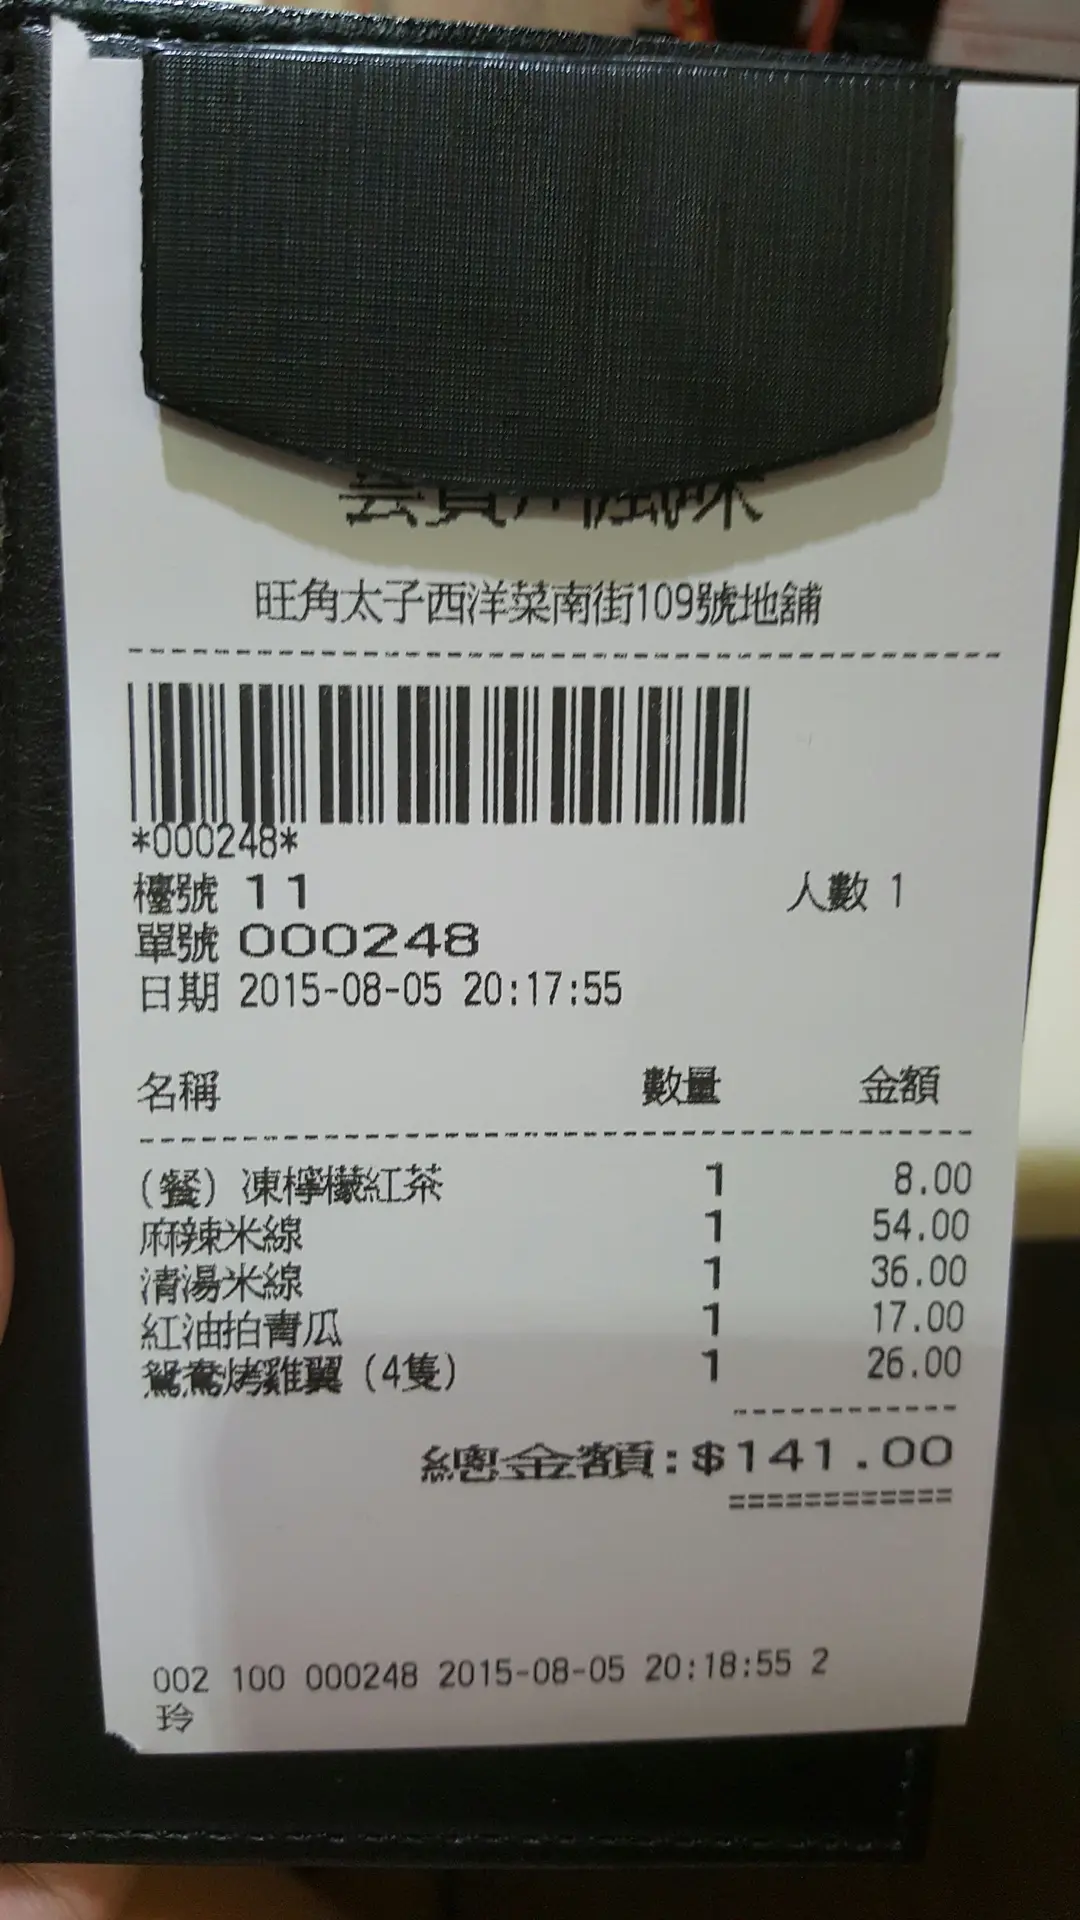 風味
旺角太子西洋菜南街109號地舖
*000248*
檯號 11 人數 1
單號 000248
日期 2015-08-05 20:17:55
名稱 數量 金額
(餐) 凍檸檬紅茶 1 8.00
麻辣米線 1 54.00
清湯米線 1 36.00
紅油拍青瓜 1 17.00
鴛鴦烤雞翼 (4隻) 1 26.00
總金額:$141.00
002 100 000248 2015-08-05 20:18:55 2
玲